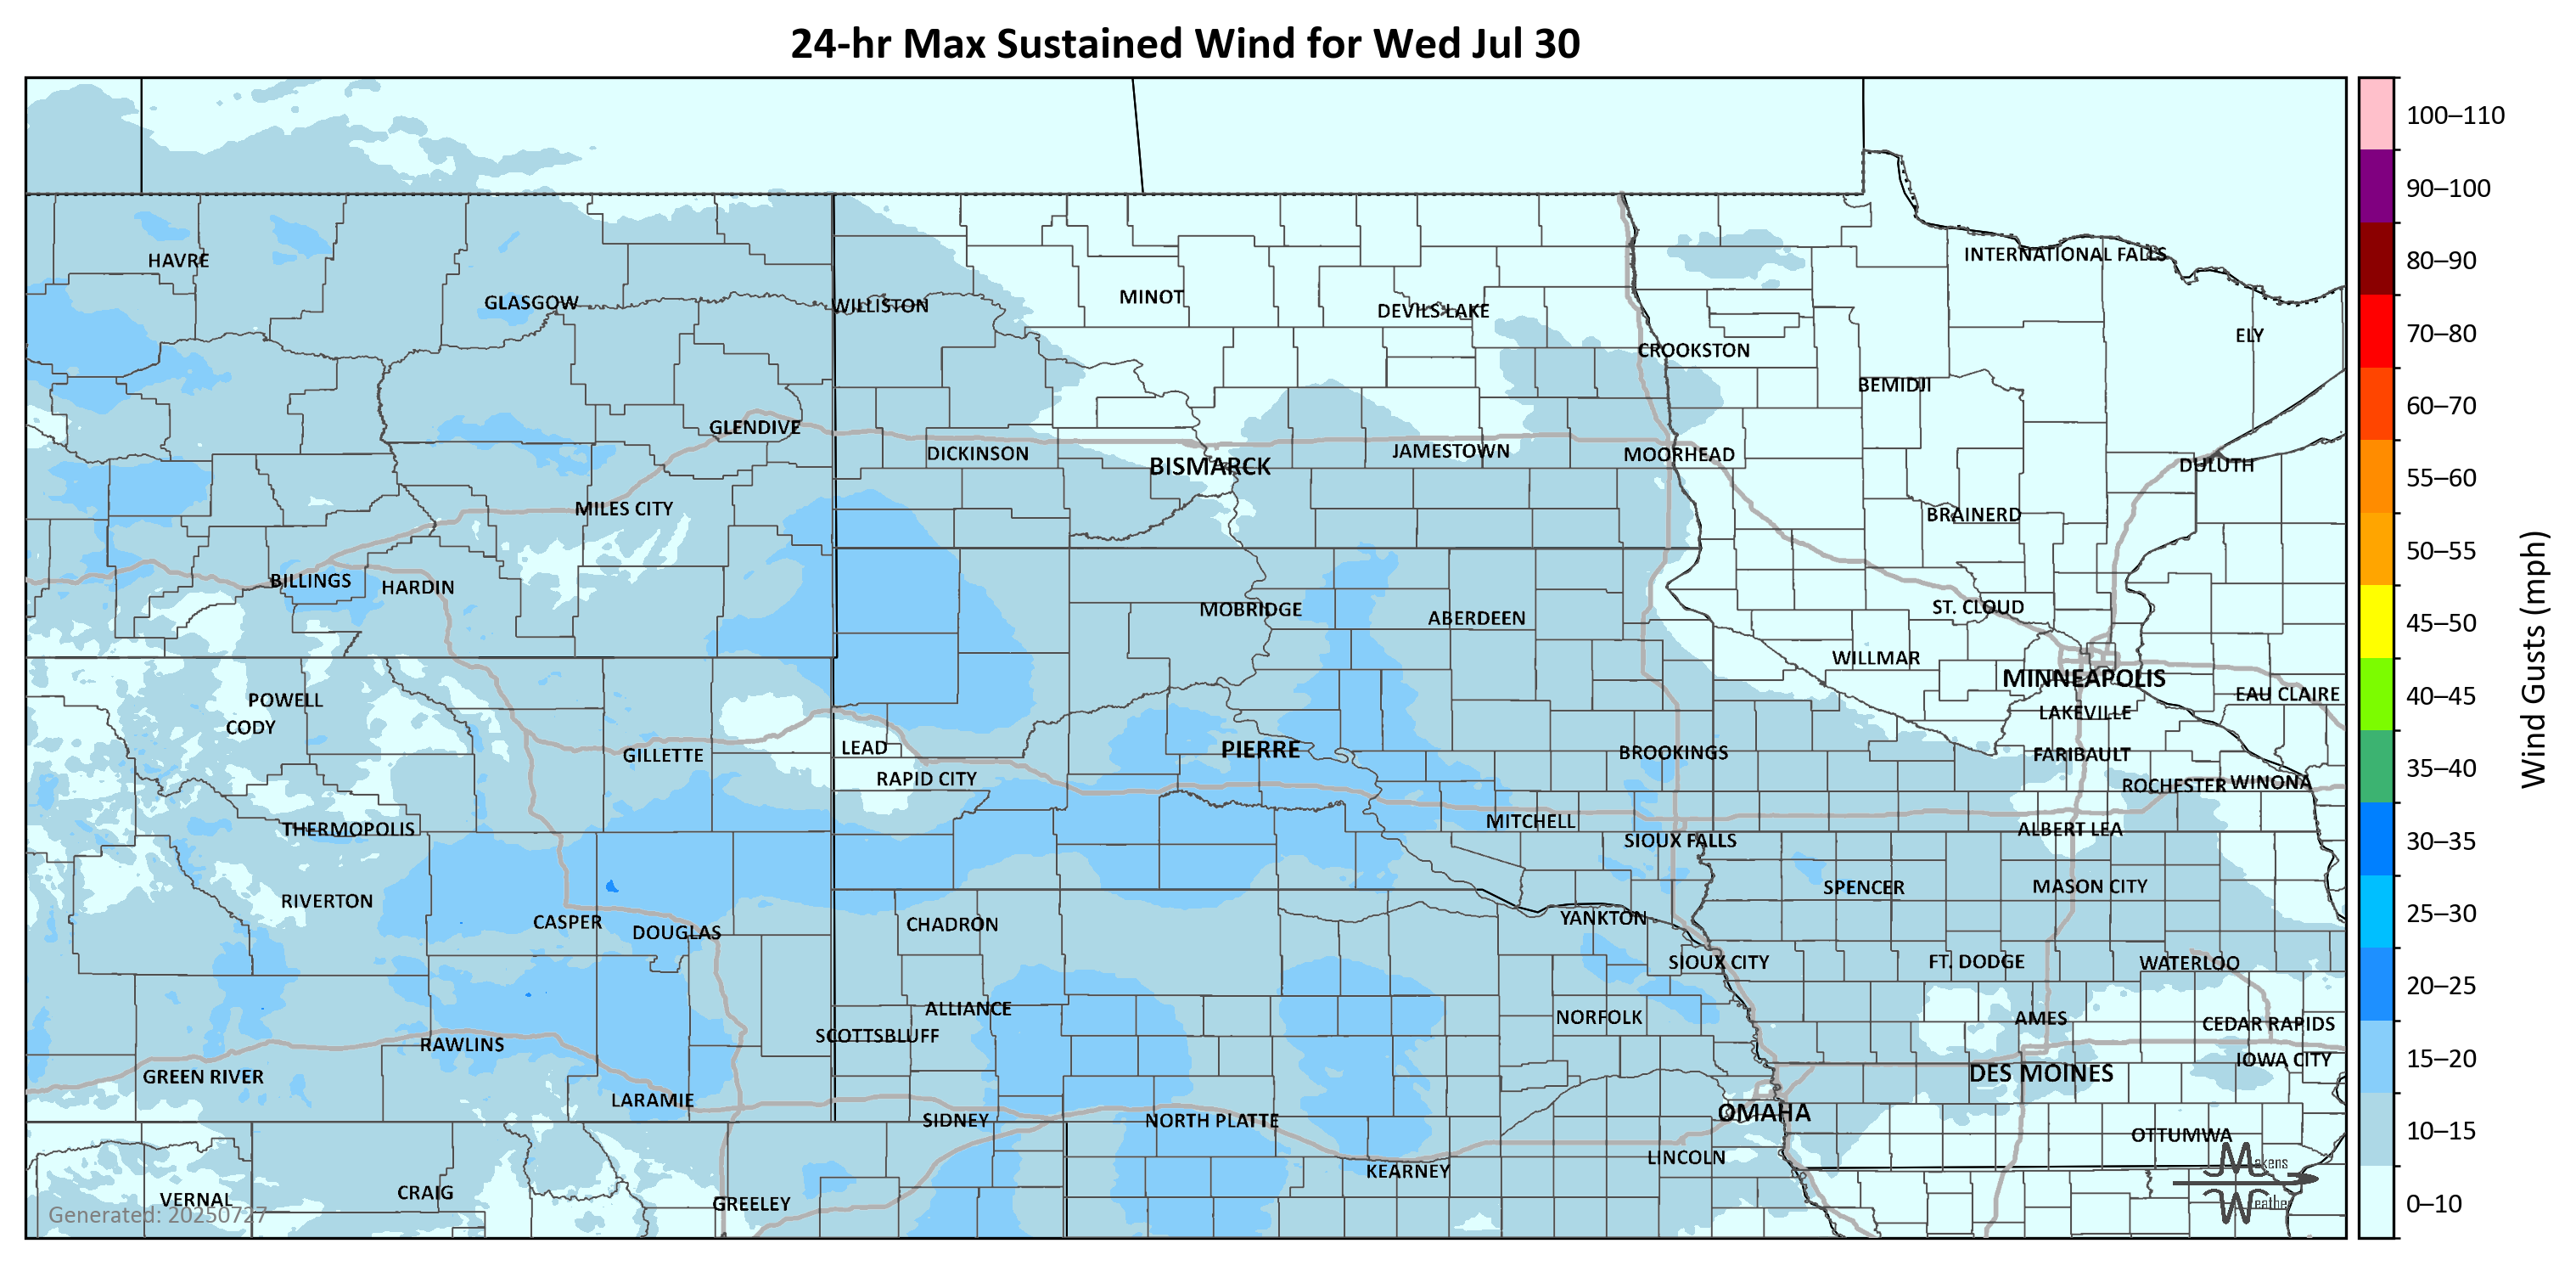 24-hr Max Sustained Wind for Wed Jul 30
100–110
90–100
80–90
70–80
60–70
55–60
50–55
45–50
40–45
35–40
30–35
25–30
20–25
15–20
10–15
0–10
Wind Gusts (mph)
INTERNATIONAL FALLS
HAVRE
GLASGOW
WILLISTON
MINOT
DEVILS LAKE
ELY
CROOKSTON
BEMIDJI
GLENDIVE
DICKINSON
BISMARCK
JAMESTOWN
MOORHEAD
DULUTH
MILES CITY
BRAINERD
BILLINGS
HARDIN
MOBRIDGE
ABERDEEN
ST. CLOUD
WILLMAR
MINNEAPOLIS
EAU CLAIRE
POWELL
CODY
LAKEVILLE
GILLETTE
LEAD
PIERRE
BROOKINGS
FARIBAULT
RAPID CITY
ROCHESTER
WINONA
THERMOPOLIS
MITCHELL
ALBERT LEA
SIOUX FALLS
RIVERTON
SPENCER
MASON CITY
CASPER
DOUGLAS
CHADRON
YANKTON
SIOUX CITY
FT. DODGE
WATERLOO
ALLIANCE
NORFOLK
AMES
CEDAR RAPIDS
SCOTTSBLUFF
RAWLINS
IOWA CITY
GREEN RIVER
DES MOINES
LARAMIE
SIDNEY
NORTH PLATTE
OMAHA
OTTUMWA
KEARNEY
LINCOLN
VERNAL
CRAIG
GREELEY
Makens
Weather
Generated: 20250727